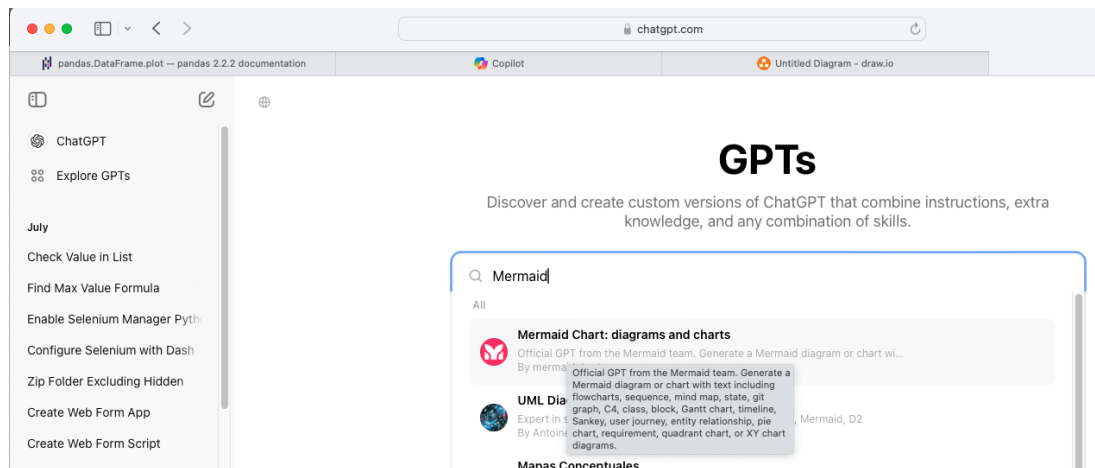 chatgpt.com
pandas.DataFrame.plot — pandas 2.2.2 documentation
Copilot
Untitled Diagram - draw.io
ChatGPT
Explore GPTs
July
Check Value in List
Find Max Value Formula
Enable Selenium Manager Pyth
Configure Selenium with Dash
Zip Folder Excluding Hidden
Create Web Form App
Create Web Form Script
GPTs
Discover and create custom versions of ChatGPT that combine instructions, extra
knowledge, and any combination of skills.
Mermaid
All
Mermaid Chart: diagrams and charts
Official GPT from the Mermaid team. Generate a Mermaid diagram or chart wi...
By merma
Official GPT from the Mermaid team. Generate a
Mermaid diagram or chart with text including
flowcharts, sequence, mind map, state, git
graph, C4, class, block, Gantt chart, timeline,
Sankey, user journey, entity relationship, pie
chart, requirement, quadrant chart, or XY chart
diagrams.
UML Dia
Expert in s , Mermaid, D2
By Antoine
Mapas Conceptuales